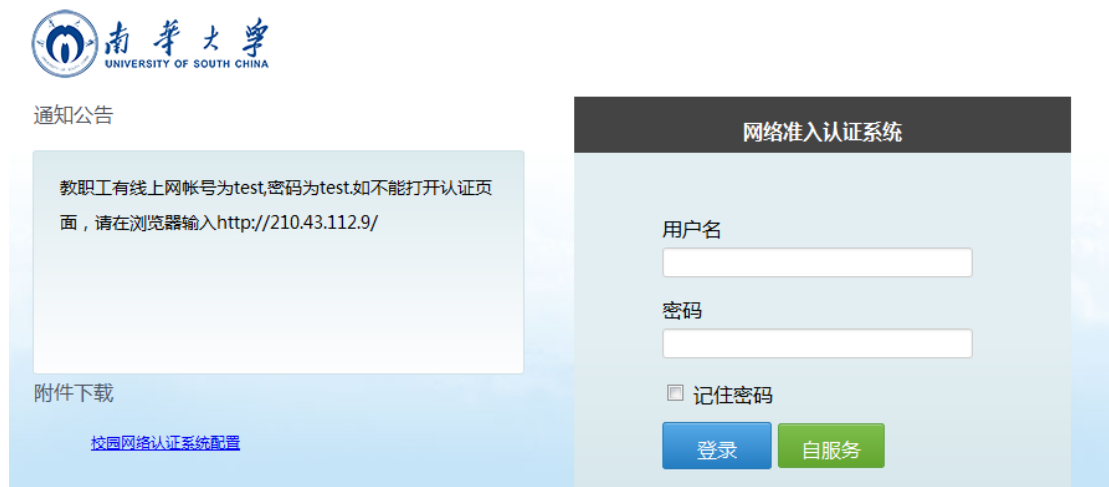 南华大学
UNIVERSITY OF SOUTH CHINA
通知公告
教职工有线上网帐号为test,密码为test.如不能打开认证页
面，请在浏览器输入http://210.43.112.9/
附件下载
校园网络认证系统配置
网络准入认证系统
用户名
密码
记住密码
登录
自服务